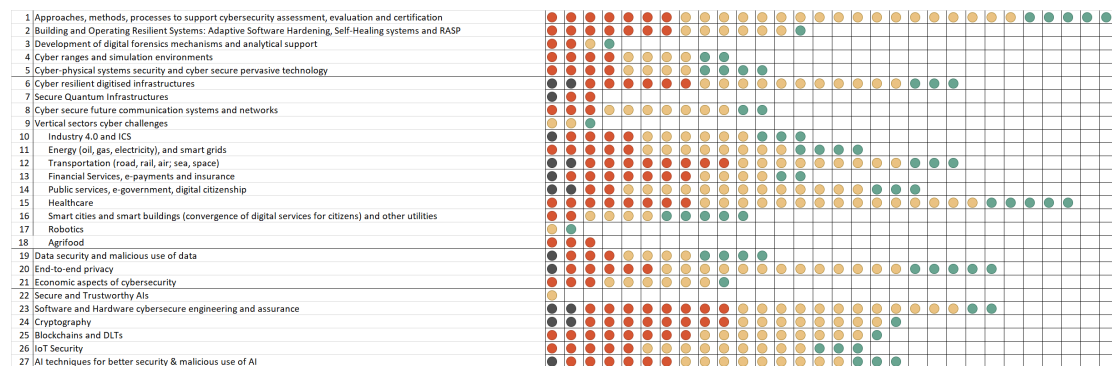 1 Approaches, methods, processes to support cybersecurity assessment, evaluation and certification
2 Building and Operating Resilient Systems: Adaptive Software Hardening, Self-Healing systems and RASP
3 Development of digital forensics mechanisms and analytical support
4 Cyber ranges and simulation environments
5 Cyber-physical systems security and cyber secure pervasive technology
6 Cyber resilient digitised infrastructures
7 Secure Quantum Infrastructures
8 Cyber secure future communication systems and networks
9 Vertical sectors cyber challenges
10 Industry 4.0 and ICS
11 Energy (oil, gas, electricity), and smart grids
12 Transportation (road, rail, air; sea, space)
13 Financial Services, e-payments and insurance
14 Public services, e-government, digital citizenship
15 Healthcare
16 Smart cities and smart buildings (convergence of digital services for citizens) and other utilities
17 Robotics
18 Agrifood
19 Data security and malicious use of data
20 End-to-end privacy
21 Economic aspects of cybersecurity
22 Secure and Trustworthy AIs
23 Software and Hardware cybersecure engineering and assurance
24 Cryptography
25 Blockchains and DLTs
26 IoT Security
27 AI techniques for better security & malicious use of AI